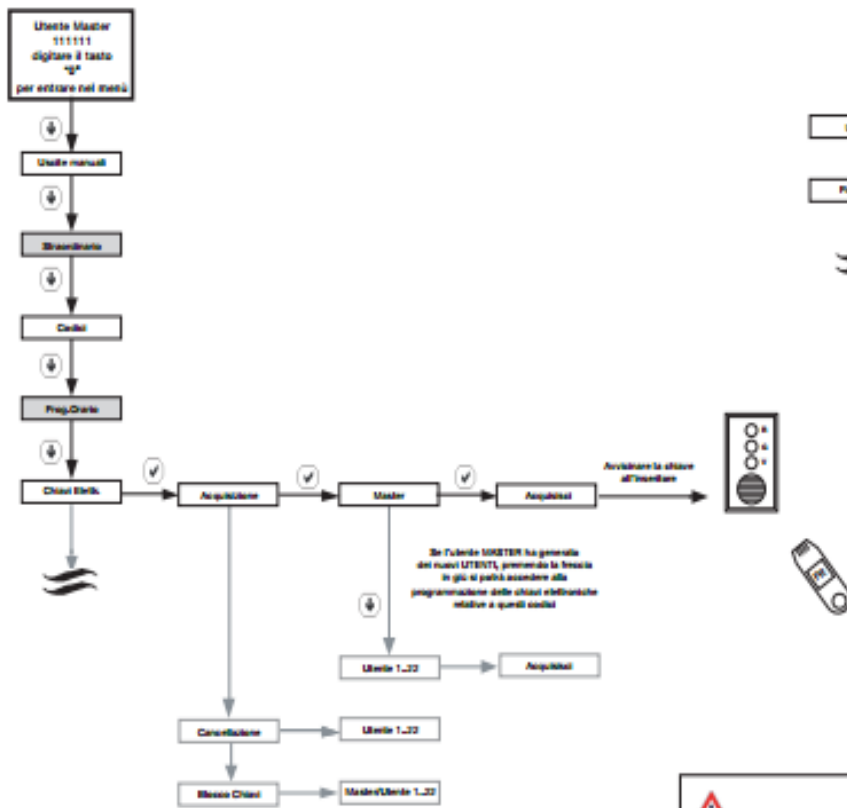 Utente Master
111111
digitare il tasto
per entrare nel menù
Uscite manuali
Straordinario
Codici
Prog.Orario
Chiavi Elettr.
Acquisizione
Master
Acquisisci
Avvicinare la chiave
all'inseritore
Se l'utente MASTER ha generato
dei nuovi UTENTI, premendo la freccia
in giù si potrà accedere alla
programmazione delle chiavi elettroniche
relative a questi codici
Utente 1..22
Acquisisci
Cancellazione
Utente 1..22
Blocco Chiavi
Master/Utente 1..22